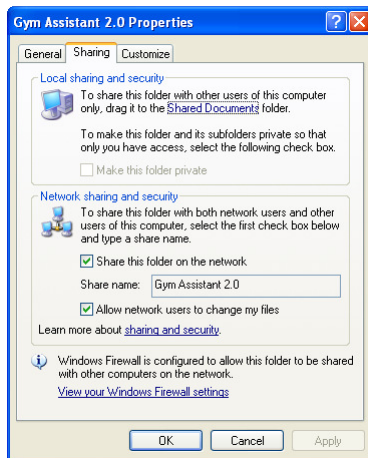 Gym Assistant 2.0 Properties
General Sharing Customize
Local sharing and security
To share this folder with other users of this computer
only, drag it to the Shared Documents folder.
To make this folder and its subfolders private so that
only you have access, select the following check box.
Make this folder private
Network sharing and security
To share this folder with both network users and other
users of this computer, select the first check box below
and type a share name.
Share this folder on the network
Share name: Gym Assistant 2.0
Allow network users to change my files
Learn more about sharing and security.
Windows Firewall is configured to allow this folder to be shared
with other computers on the network.
View your Windows Firewall settings
OK Cancel Apply